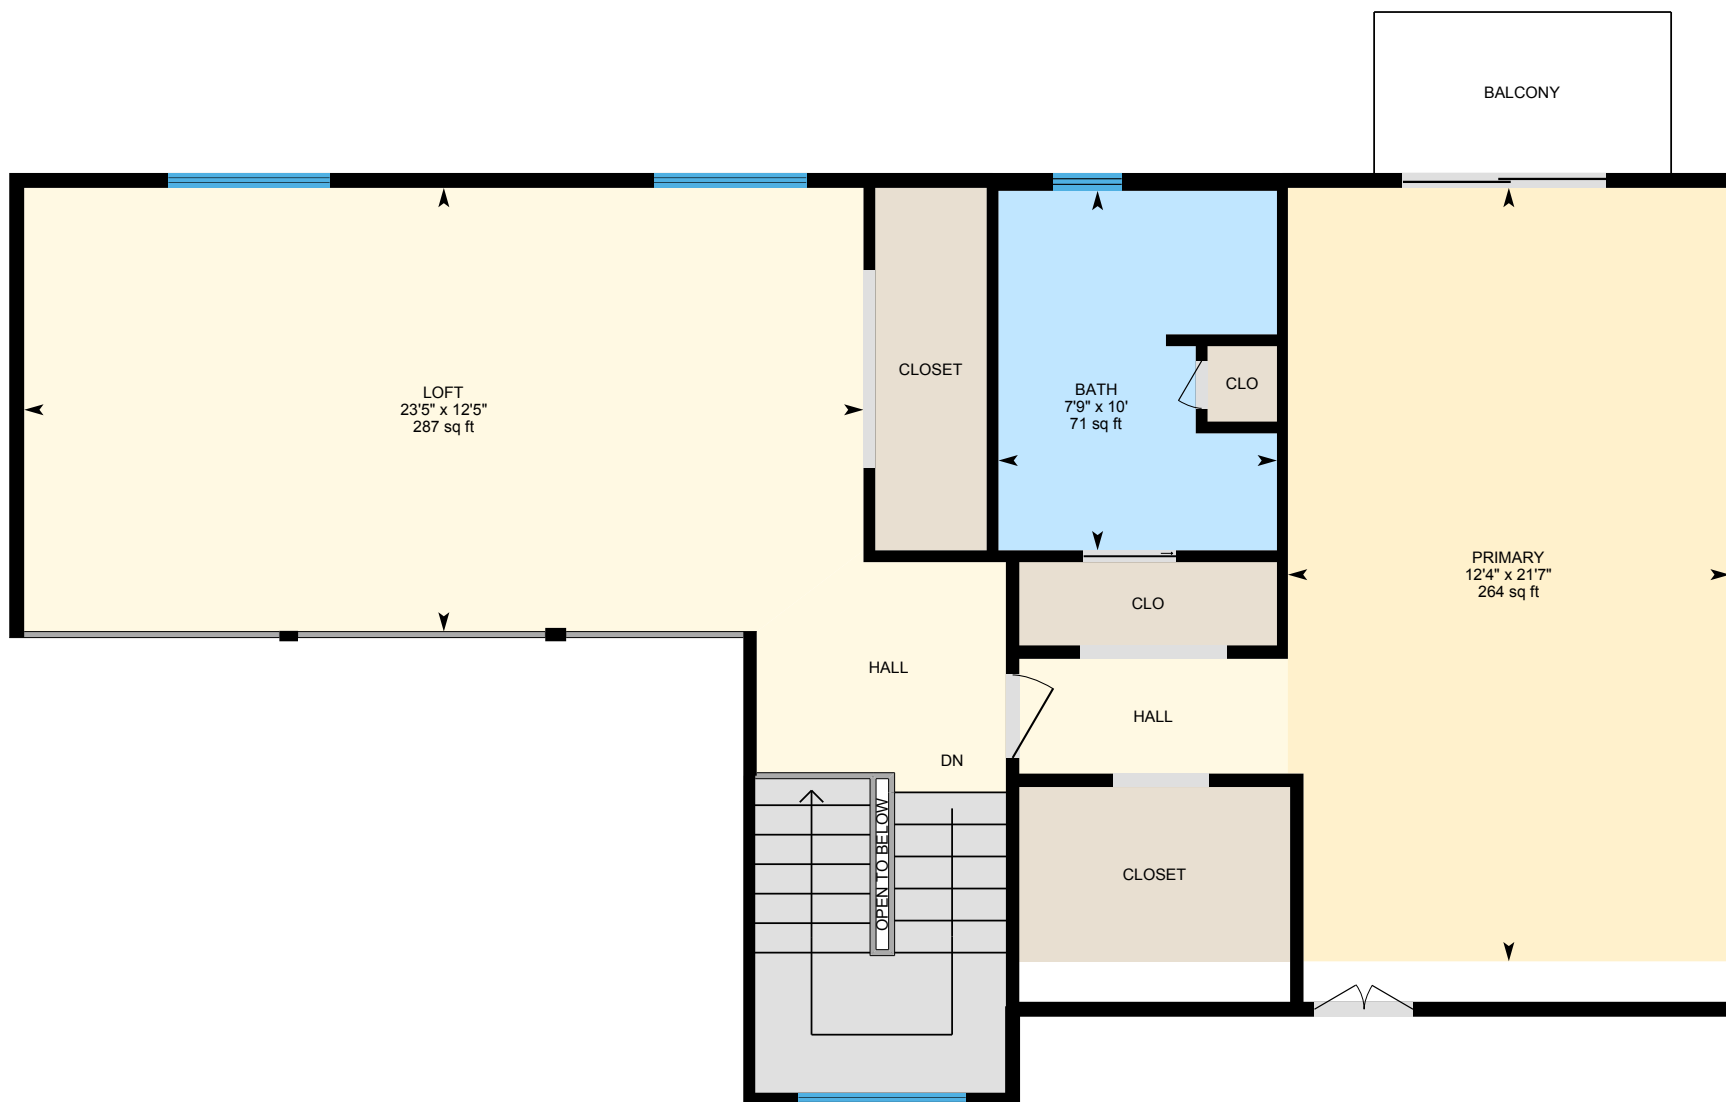 BALCONY
LOFT
23'5" x 12'5"
287 sq ft
CLOSET
BATH
7'9" x 10'
71 sq ft
CLO
PRIMARY
12'4" x 21'7"
264 sq ft
CLO
HALL
HALL
DN
OPEN TO BELOW
CLOSET